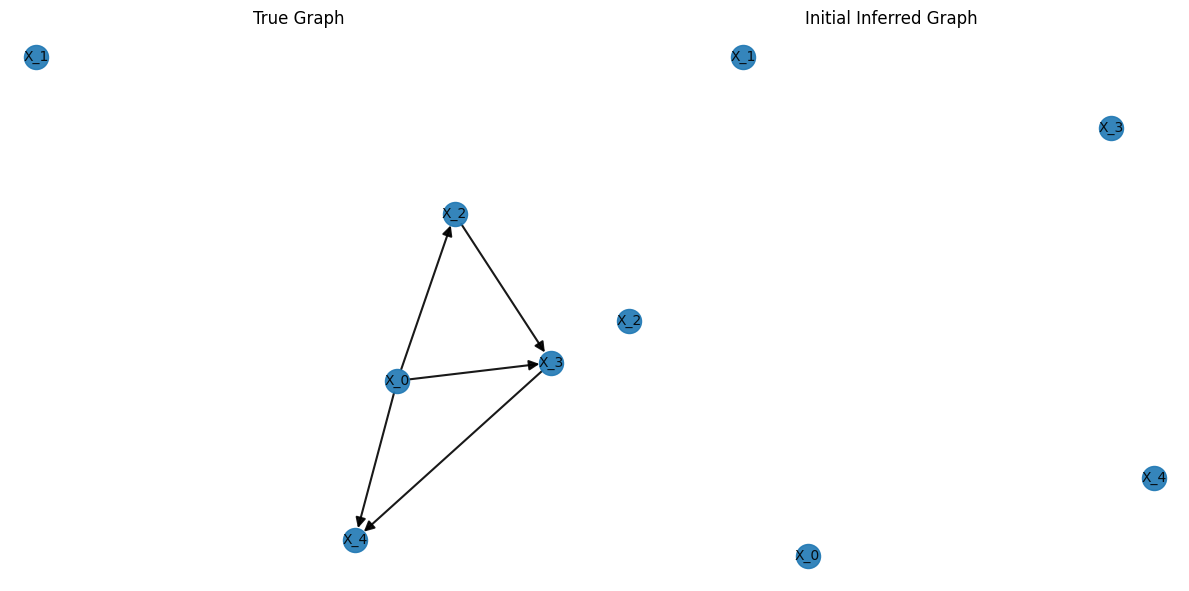 True Graph
X_1
X_2
X_0
X_3
X_4
Initial Inferred Graph
X_1
X_3
X_2
X_4
X_0